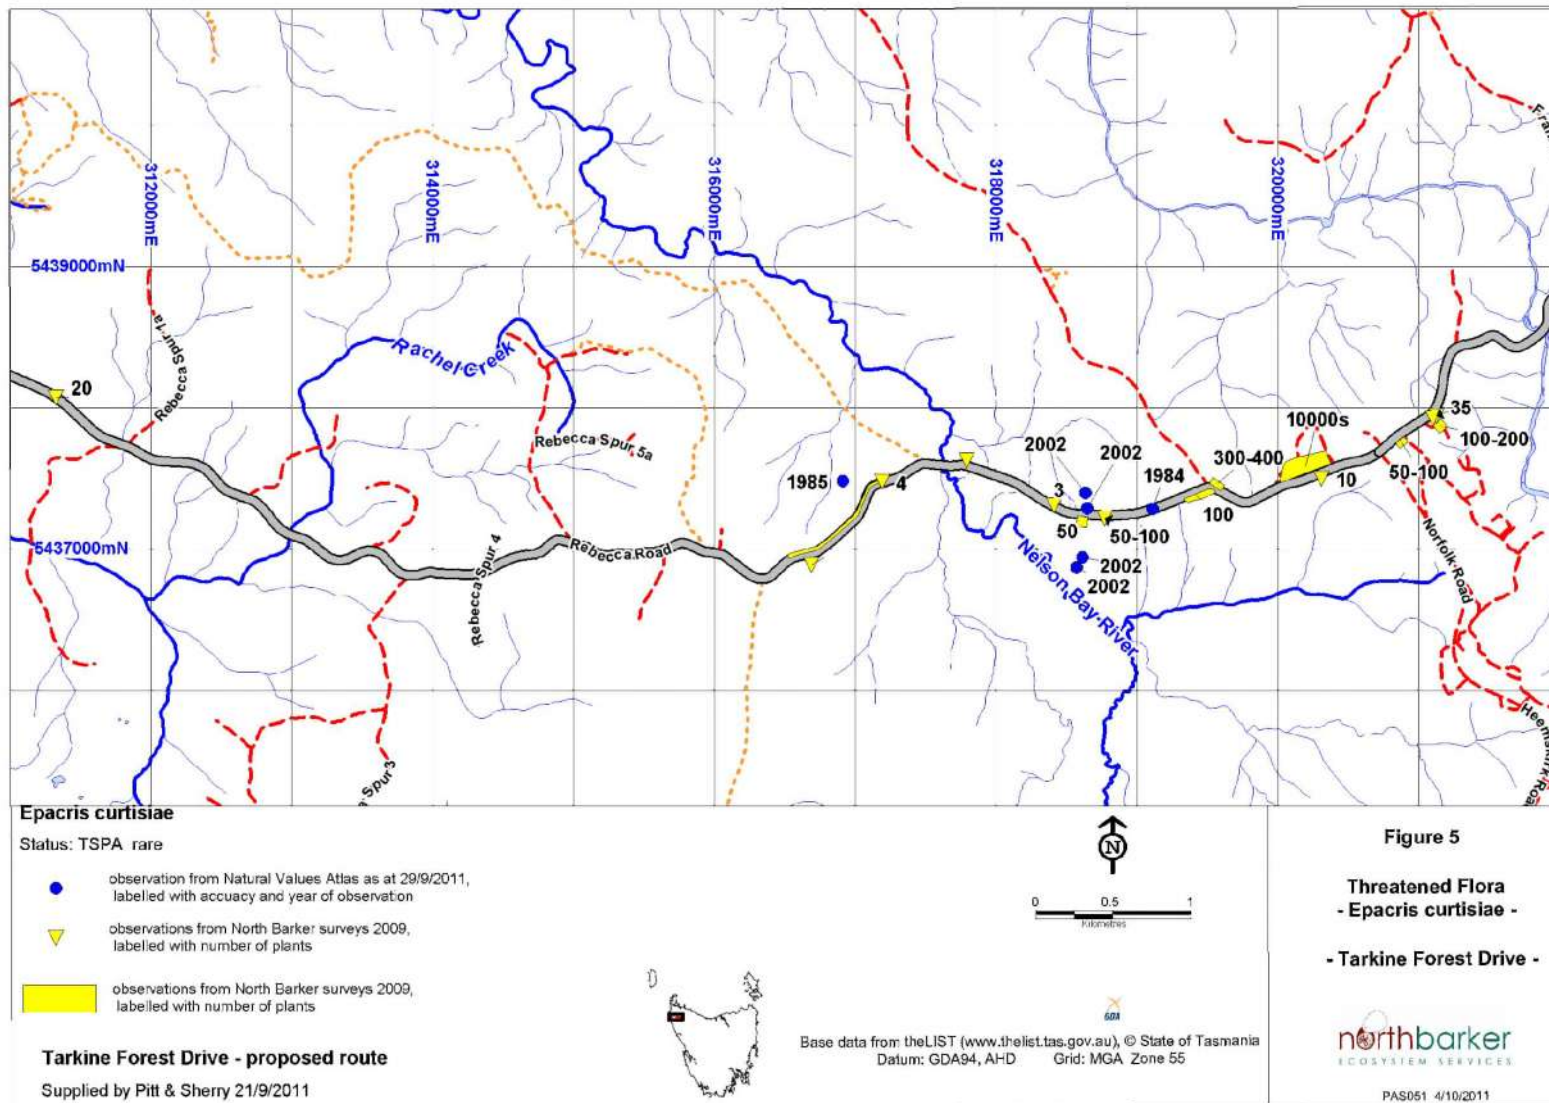 312000mE
314000mE
316000mE
318000mE
320000mE
5439000mN
5437000mN
Rebecca Spur 1a
Rachel Creek
Rebecca Spur 5a
Rebecca Spur 4
Rebecca Road
Nelson Bay River
Norfolk Road
20
1985
4
2002
2002
3
50
50-100
1984
2002
2002
300-400
100
10000s
10
35
100-200
50-100
Epacris curtisiae
Status: TSPA rare
observation from Natural Values Atlas as at 29/9/2011,
labelled with accuacy and year of observation
observations from North Barker surveys 2009,
labelled with number of plants
observations from North Barker surveys 2009,
labelled with number of plants
Tarkine Forest Drive - proposed route
Supplied by Pitt & Sherry 21/9/2011
N
0 0.5 1
Kilometres
GDA
Base data from theLIST (www.thelist.tas.gov.au), © State of Tasmania
Datum: GDA94, AHD Grid: MGA Zone 55
Figure 5
Threatened Flora
- Epacris curtisiae -
- Tarkine Forest Drive -
northbarker
ECOSYSTEM SERVICES
PAS051 4/10/2011